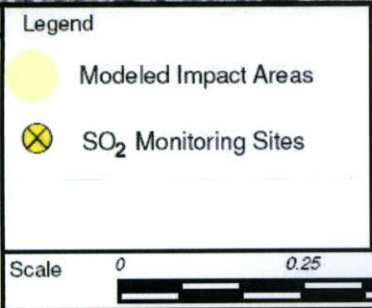 Legend
Modeled Impact Areas
SO₂ Monitoring Sites
Scale 0 0.25